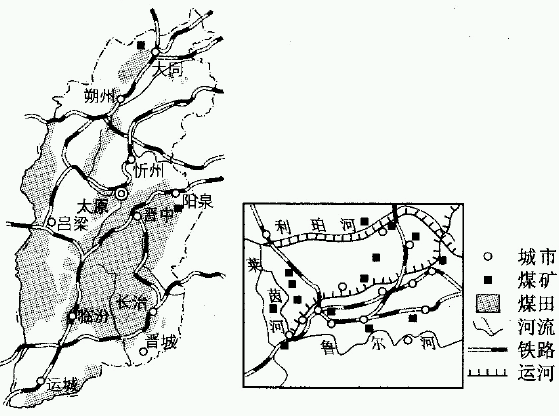 大同
朔州
忻州
太原
阳泉
晋中
吕梁
长治
临汾
晋城
运城
利珀河
莱茵河
鲁尔河
城市
煤矿
煤田
河流
铁路
运河